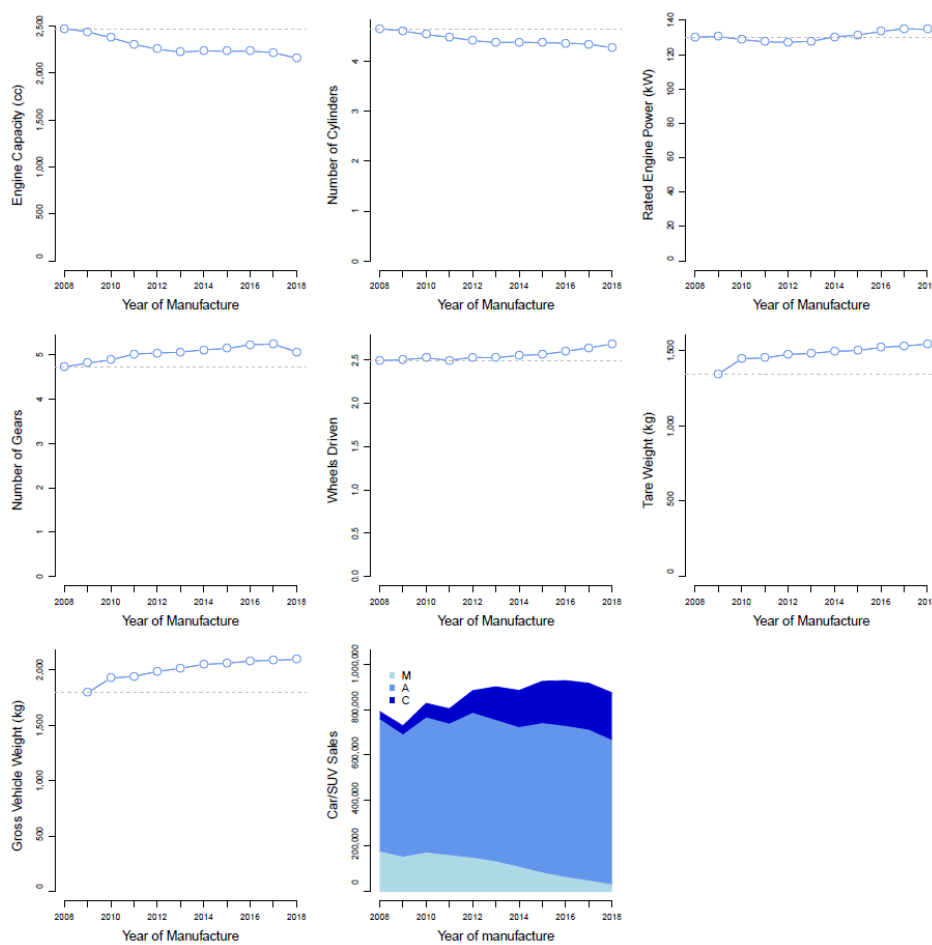 2,500
2,000
1,500
1,000
500
0
Engine Capacity (cc)
2008 2010 2012 2014 2016 2018
Year of Manufacture
4
3
2
1
0
Number of Cylinders
2008 2010 2012 2014 2016 2018
Year of Manufacture
140
120
100
80
60
40
20
0
Rated Engine Power (kW)
2008 2010 2012 2014 2016 201
Year of Manufacture
5
4
3
2
1
0
Number of Gears
2008 2010 2012 2014 2016 2018
Year of Manufacture
2.5
2.0
1.5
1.0
0.5
0.0
Wheels Driven
2008 2010 2012 2014 2016 2018
Year of Manufacture
1,500
1,000
500
0
Tare Weight (kg)
2008 2010 2012 2014 2016 201
Year of Manufacture
2,000
1,500
1,000
500
0
Gross Vehicle Weight (kg)
2008 2010 2012 2014 2016 2018
Year of Manufacture
M
A
C
1,000,000
800,000
600,000
400,000
200,000
0
Car/SUV Sales
2008 2010 2012 2014 2016 2018
Year of manufacture